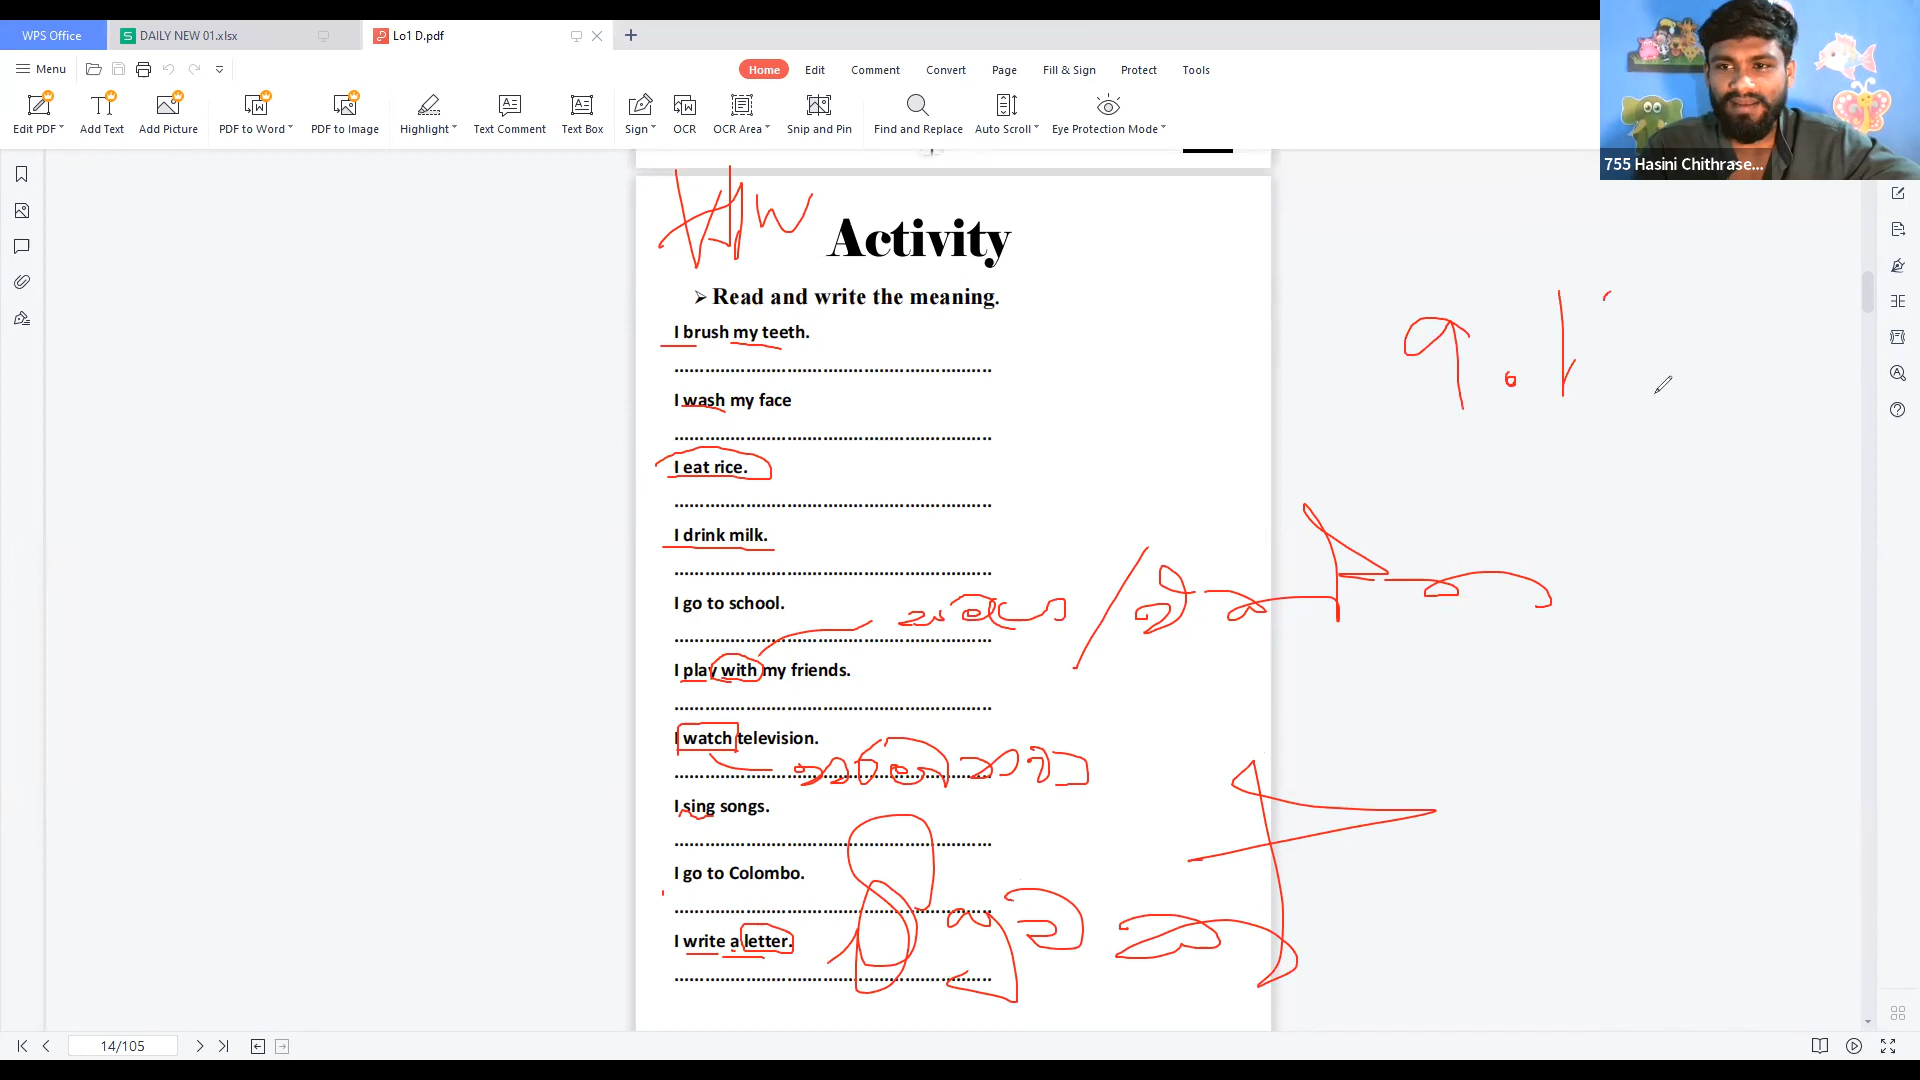 WPS Office
DAILY NEW 01.xlsx
Lo1 D.pdf
Menu
Home Edit Comment Convert Page Fill & Sign Protect Tools
Edit PDF Add Text Add Picture PDF to Word PDF to Image Highlight Text Comment Text Box Sign OCR OCR Area Snip and Pin Find and Replace Auto Scroll Eye Protection Mode
755 Hasini Chithrase...
HW
Activity
➢ Read and write the meaning.
I brush my teeth.
................................................................
I wash my face
................................................................
I eat rice.
................................................................
I drink milk.
................................................................
I go to school.
................................................................
I play with my friends.
................................................................
I watch television.
................................................................
I sing songs.
................................................................
I go to Colombo.
................................................................
I write a letter.
................................................................
9.1
14/105